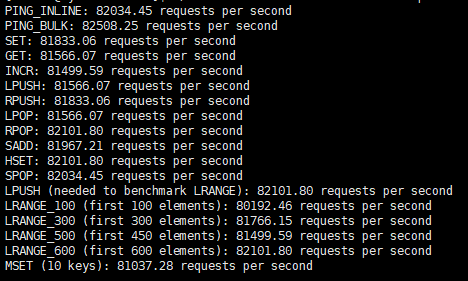 PING_INLINE: 82034.45 requests per second
PING_BULK: 82508.25 requests per second
SET: 81833.06 requests per second
GET: 81566.07 requests per second
INCR: 81499.59 requests per second
LPUSH: 81566.07 requests per second
RPUSH: 81833.06 requests per second
LPOP: 81566.07 requests per second
RPOP: 82101.80 requests per second
SADD: 81967.21 requests per second
HSET: 82101.80 requests per second
SPOP: 82034.45 requests per second
LPUSH (needed to benchmark LRANGE): 82101.80 requests per second
LRANGE_100 (first 100 elements): 80192.46 requests per second
LRANGE_300 (first 300 elements): 81766.15 requests per second
LRANGE_500 (first 450 elements): 81499.59 requests per second
LRANGE_600 (first 600 elements): 82101.80 requests per second
MSET (10 keys): 81037.28 requests per second